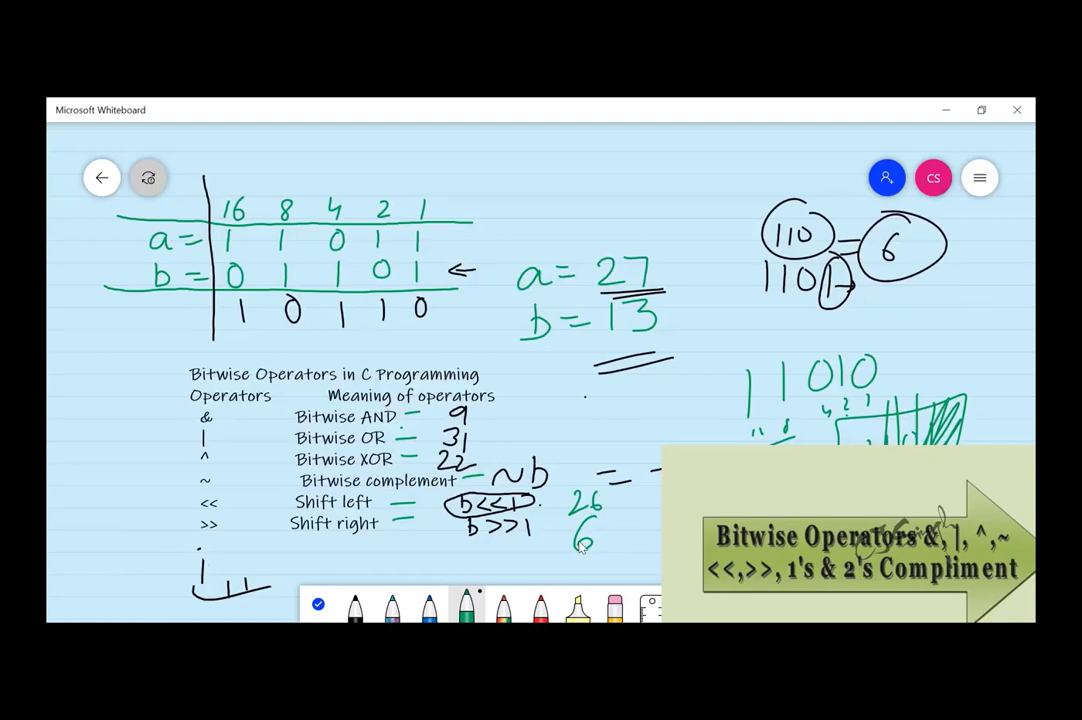 Microsoft Whiteboard
CS
16 8 4 2 1
a = 1 1 0 1 1
b = 0 1 1 0 1 ←
1 0 1 1 0
a = 27
b = 13
110 = 6
1101→
11010
4 2 1
Bitwise Operators in C Programming
Operators Meaning of operators
& Bitwise AND = 9
| Bitwise OR = 31
^ Bitwise XOR = 22
~ Bitwise complement = ~b = -
<< Shift left = b<<1 26
>> Shift right = b>>1 6
Bitwise Operators &, |, ^,~
<<,>>, 1's & 2's Compliment